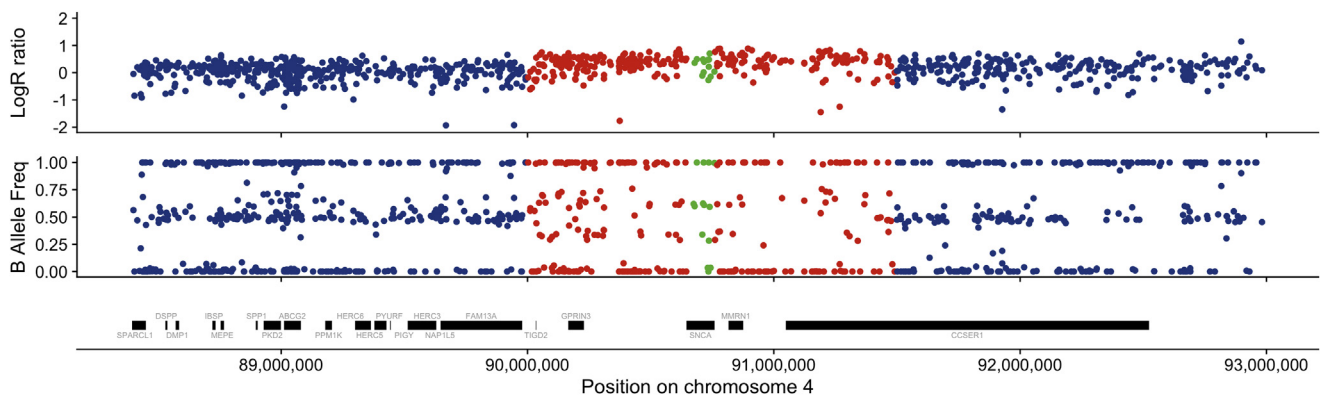 LogR ratio
2
1
0
-1
-2
B Allele Freq
1.00
0.75
0.50
0.25
0.00
DSPP IBSP SPP1 ABCG2 HERC6 PYURF HERC3 FAM13A GPRIN3 MMRN1
SPARCL1 DMP1 MEPE PKD2 PPM1K HERC5 PIGY NAP1L5 TIGD2 SNCA CCSER1
89,000,000 90,000,000 91,000,000 92,000,000 93,000,000
Position on chromosome 4